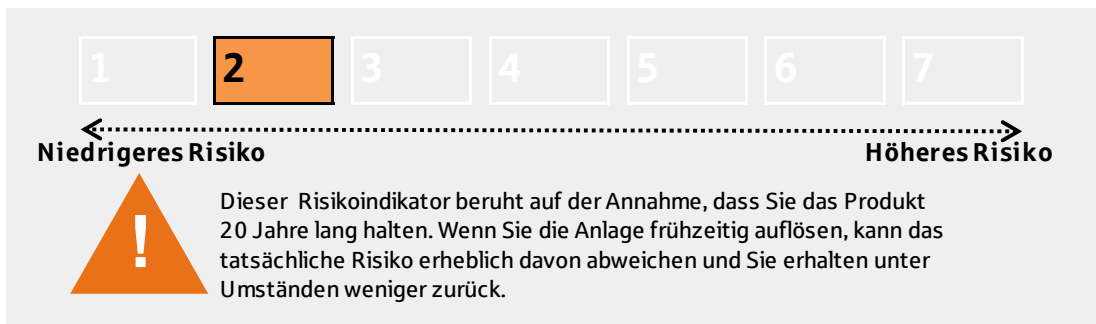 1 2 3 4 5 6 7
Niedrigeres Risiko Höheres Risiko
!
Dieser Risikoindikator beruht auf der Annahme, dass Sie das Produkt
20 Jahre lang halten. Wenn Sie die Anlage frühzeitig auflösen, kann das
tatsächliche Risiko erheblich davon abweichen und Sie erhalten unter
Umständen weniger zurück.